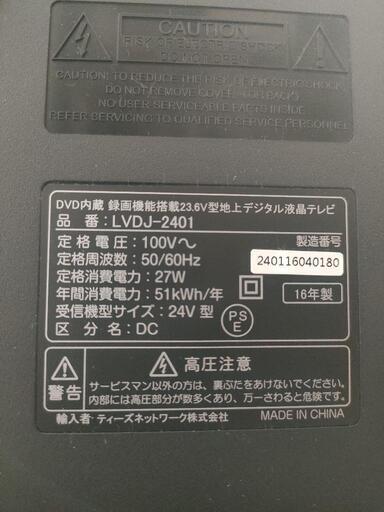 CAUTION
RISK OF ELECTRIC SHOCK
DO NOT OPEN
CAUTION: TO REDUCE THE RISK OF ELECTRIC SHOCK
DO NOT REMOVE COVER (OR BACK)
NO USER SERVICEABLE PARTS INSIDE
REFER SERVICING TO QUALIFIED SERVICE PERSONNEL
DVD内蔵 録画機能搭載23.6V型地上デジタル液晶テレビ
品 番：LVDJ-2401
定格電圧：100V～
定格周波数：50/60Hz
定格消費電力：27W
年間消費電力：51kWh/年
受信機型サイズ：24V型
区 分 名：DC
製造番号
240116040180
16年製
PS
E
警告
高圧注意
サービスマン以外の方は、裏ぶたをあけないでください。
内部には高圧部分が数多くあり、万一さわると危険です。
輸入者：ティーズネットワーク株式会社
MADE IN CHINA